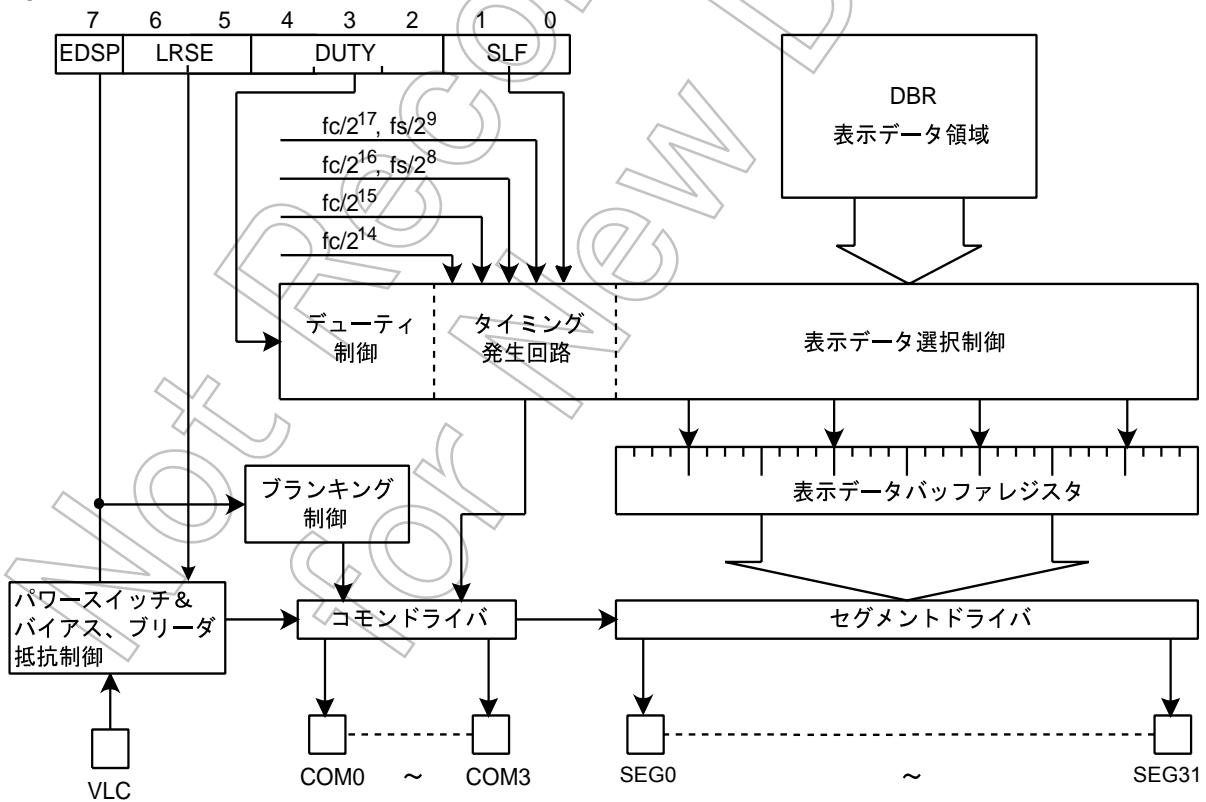 7 6 5 4 3 2 1 0
EDSP LRSE DUTY SLF
fc/2^17, fs/2^9
fc/2^16, fs/2^8
fc/2^15
fc/2^14
DBR
表示データ領域
デューティ
制御
タイミング
発生回路
表示データ選択制御
ブランキング
制御
表示データバッファレジスタ
パワースイッチ&
バイアス、ブリーダ
抵抗制御
コモンドライバ
セグメントドライバ
VLC
COM0 ~ COM3
SEG0 ~ SEG31
Not Recom
for New D